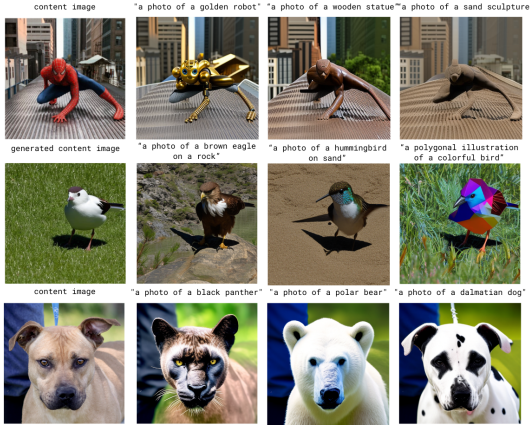 content image
"a photo of a golden robot"
"a photo of a wooden statue"
"a photo of a sand sculpture
generated content image
"a photo of a brown eagle
on a rock"
"a photo of a hummingbird
on sand"
"a polygonal illustration
of a colorful bird"
content image
"a photo of a black panther"
"a photo of a polar bear"
"a photo of a dalmatian dog"